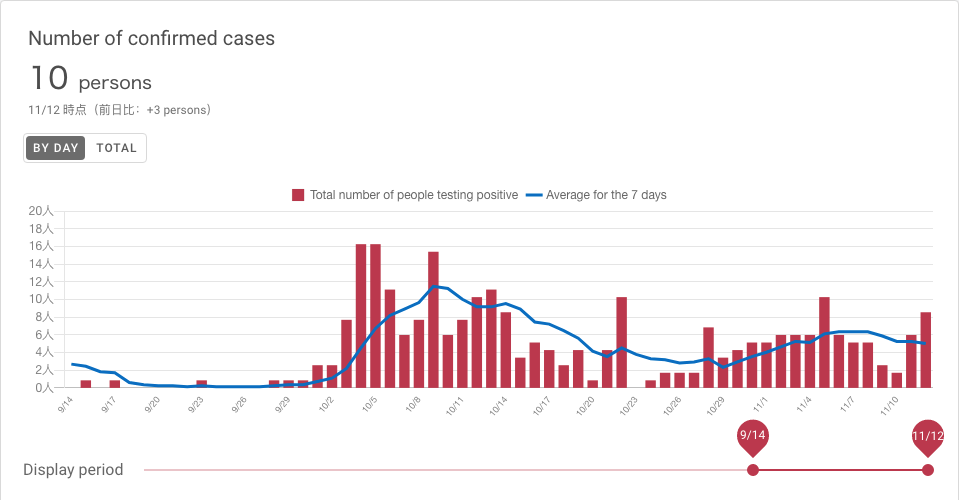 Number of confirmed cases
10 persons
11/12 時点（前日比：+3 persons）
BY DAY TOTAL
Total number of people testing positive Average for the 7 days
20人
18人
16人
14人
12人
10人
8人
6人
4人
2人
0人
9/14 9/17 9/20 9/23 9/26 9/29 10/2 10/5 10/8 10/11 10/14 10/17 10/20 10/23 10/26 10/29 11/1 11/4 11/7 11/10
9/14 11/12
Display period